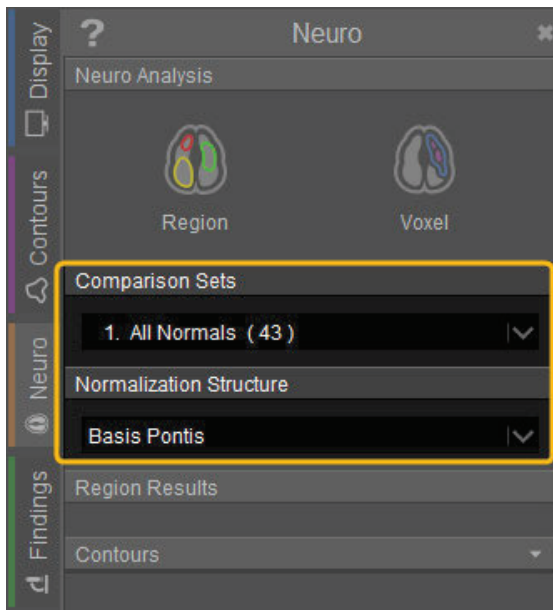 Display
Contours
Neuro
Findings
? Neuro
Neuro Analysis
Region Voxel
Comparison Sets
1. All Normals ( 43 )
Normalization Structure
Basis Pontis
Region Results
Contours